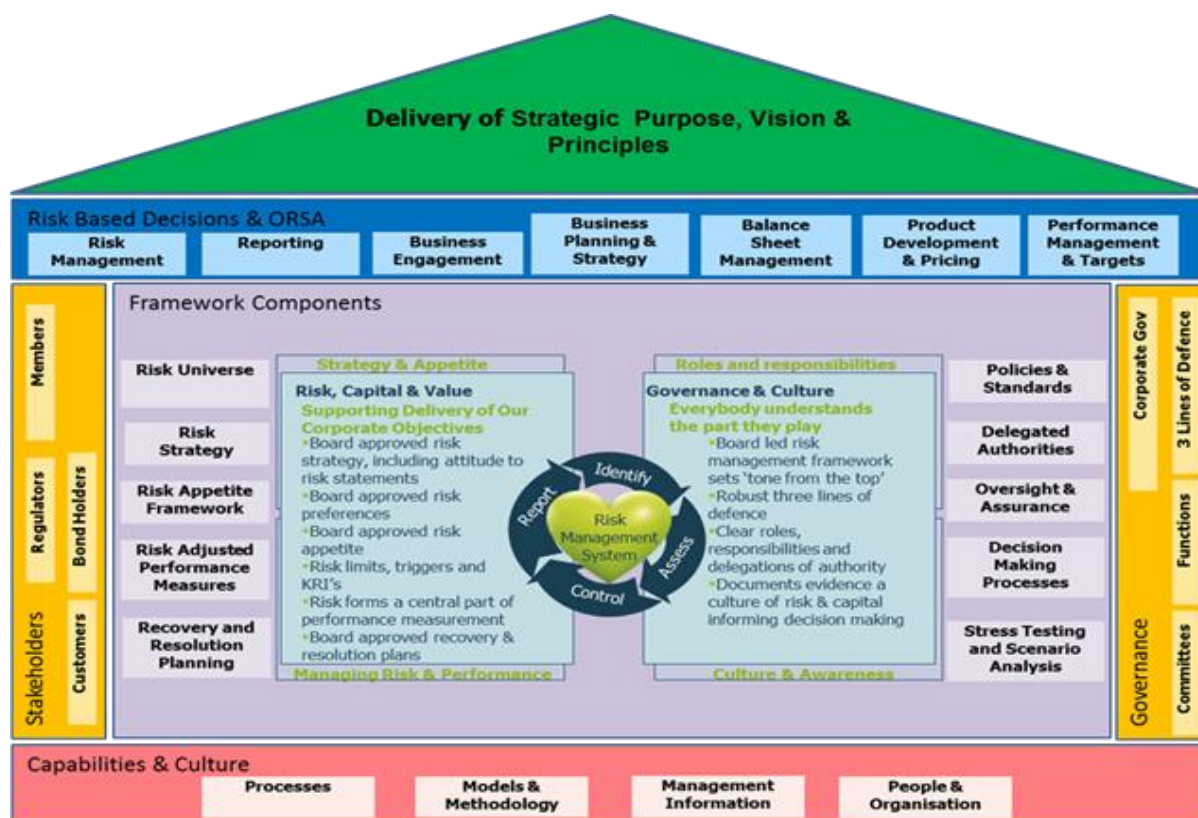 Delivery of Strategic Purpose, Vision &
Principles
Risk Based Decisions & ORSA
Risk
Management
Reporting
Business
Engagement
Business
Planning &
Strategy
Balance
Sheet
Management
Product
Development
& Pricing
Performance
Management
& Targets
Stakeholders
Members
Regulators
Bond Holders
Customers
Framework Components
Risk Universe
Risk
Strategy
Risk Appetite
Framework
Risk Adjusted
Performance
Measures
Recovery and
Resolution
Planning
Strategy & Appetite
Risk, Capital & Value
Supporting Delivery of Our
Corporate Objectives
•Board approved risk
strategy, including attitude to
risk statements
•Board approved risk
preferences
•Board approved risk
appetite
•Risk limits, triggers and
KRI's
•Risk forms a central part of
performance measurement
•Board approved recovery &
resolution plans
Managing Risk & Performance
Identify
Assess
Control
Report
Risk
Management
System
Roles and responsibilities
Governance & Culture
Everybody understands
the part they play
•Board led risk
management framework
sets 'tone from the top'
•Robust three lines of
defence
•Clear roles,
responsibilities and
delegations of authority
•Documents evidence a
culture of risk & capital
informing decision making
Culture & Awareness
Policies &
Standards
Delegated
Authorities
Oversight &
Assurance
Decision
Making
Processes
Stress Testing
and Scenario
Analysis
Governance
Corporate Gov
3 Lines of Defence
Functions
Committees
Capabilities & Culture
Processes
Models &
Methodology
Management
Information
People &
Organisation